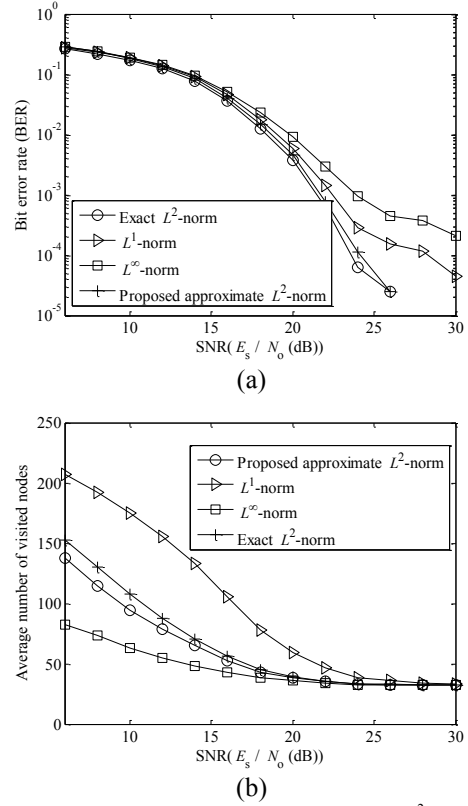 10^0
10^-1
10^-2
10^-3
10^-4
10^-5
Bit error rate (BER)
Exact L^2-norm
L^1-norm
L^∞-norm
Proposed approximate L^2-norm
10 15 20 25 30
SNR( E_s / N_o (dB))
(a)
250
200
150
100
50
0
Average number of visited nodes
Proposed approximate L^2-norm
L^1-norm
L^∞-norm
Exact L^2-norm
10 15 20 25 30
SNR( E_s / N_o (dB))
(b)